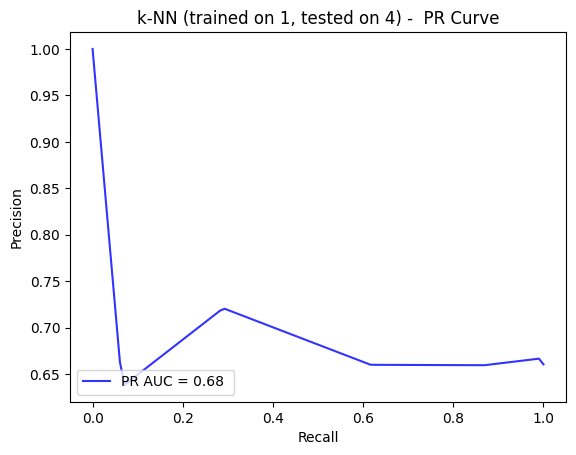 k-NN (trained on 1, tested on 4) -  PR Curve
Precision
1.00
0.95
0.90
0.85
0.80
0.75
0.70
0.65
PR AUC = 0.68
0.0 0.2 0.4 0.6 0.8 1.0
Recall